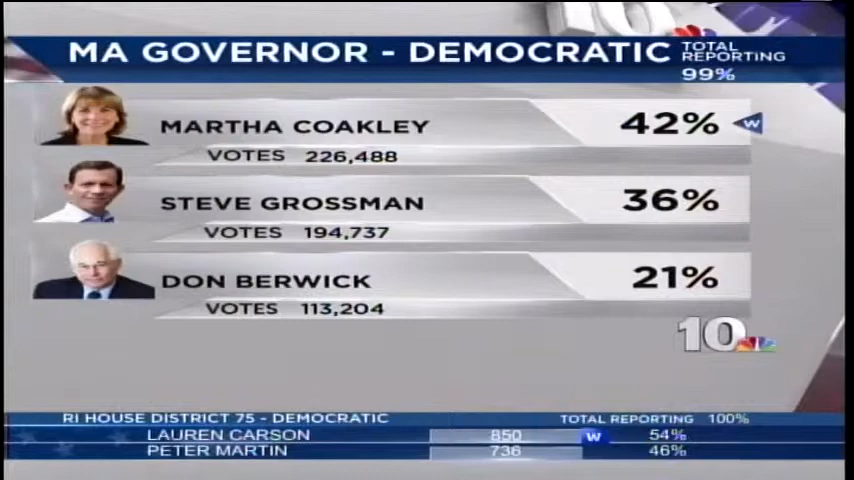 10
MA GOVERNOR - DEMOCRATIC TOTAL REPORTING 99%
MARTHA COAKLEY 42% W
VOTES 226,488
STEVE GROSSMAN 36%
VOTES 194,737
DON BERWICK 21%
VOTES 113,204
10
RI HOUSE DISTRICT 75 - DEMOCRATIC TOTAL REPORTING 100%
LAUREN CARSON 850 W 54%
PETER MARTIN 736 46%